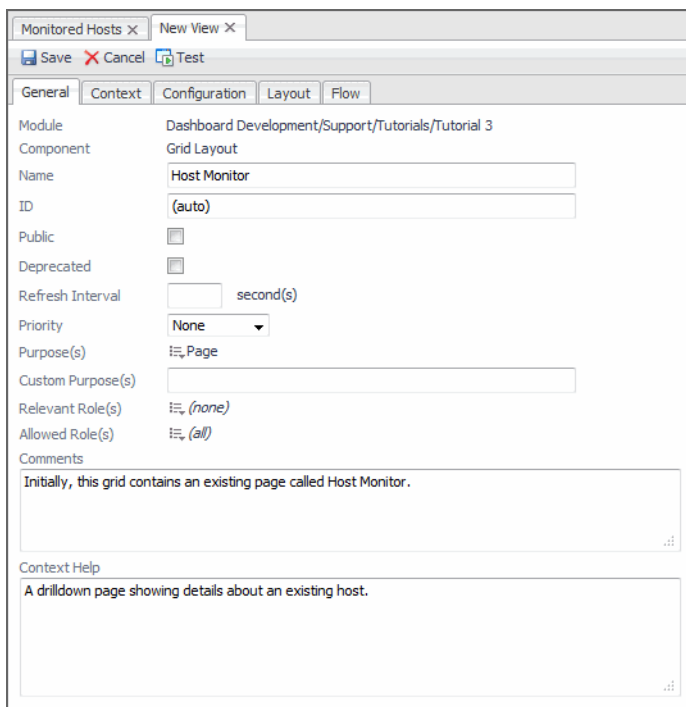 Monitored Hosts New View
Save Cancel Test
General Context Configuration Layout Flow
Module Dashboard Development/Support/Tutorials/Tutorial 3
Component Grid Layout
Name Host Monitor
ID (auto)
Public
Deprecated
Refresh Interval second(s)
Priority None
Purpose(s) Page
Custom Purpose(s)
Relevant Role(s) (none)
Allowed Role(s) (all)
Comments
Initially, this grid contains an existing page called Host Monitor.
Context Help
A drilldown page showing details about an existing host.